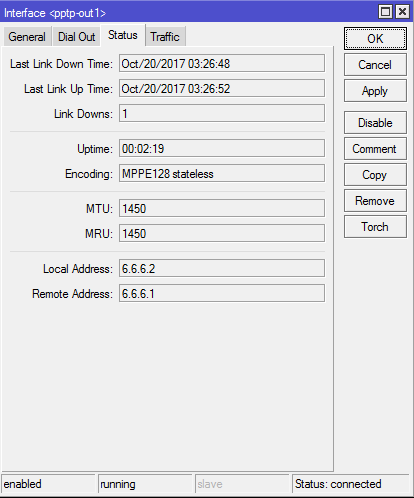 Interface <pptp-out1>
General Dial Out Status Traffic
Last Link Down Time: Oct/20/2017 03:26:48
Last Link Up Time: Oct/20/2017 03:26:52
Link Downs: 1
Uptime: 00:02:19
Encoding: MPPE128 stateless
MTU: 1450
MRU: 1450
Local Address: 6.6.6.2
Remote Address: 6.6.6.1
OK
Cancel
Apply
Disable
Comment
Copy
Remove
Torch
enabled running slave Status: connected